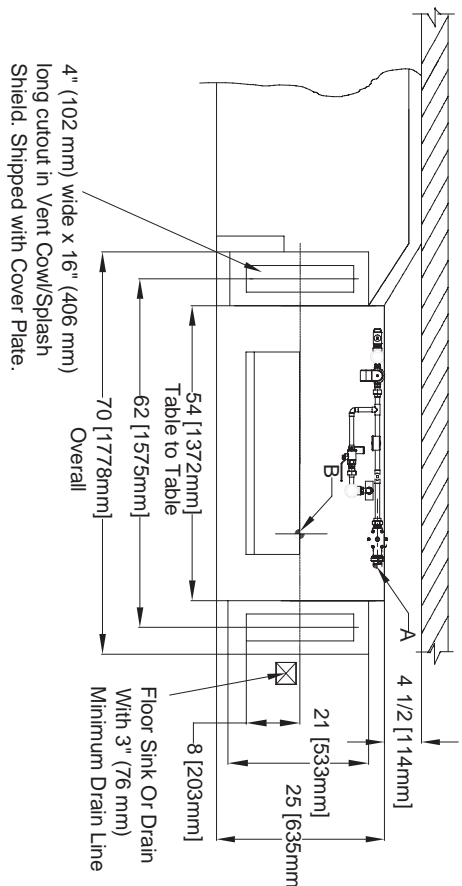 4 1/2 [114mm]
A
B
54 [1372mm]
Table to Table
62 [1575mm]
70 [1778mm]
Overall
21 [533mm]
25 [635mm
8 [203mm]
4" (102 mm) wide x 16" (406 mm)
long cutout in Vent Cowl/Splash
Shield. Shipped with Cover Plate.
Floor Sink Or Drain
With 3" (76 mm)
Minimum Drain Line